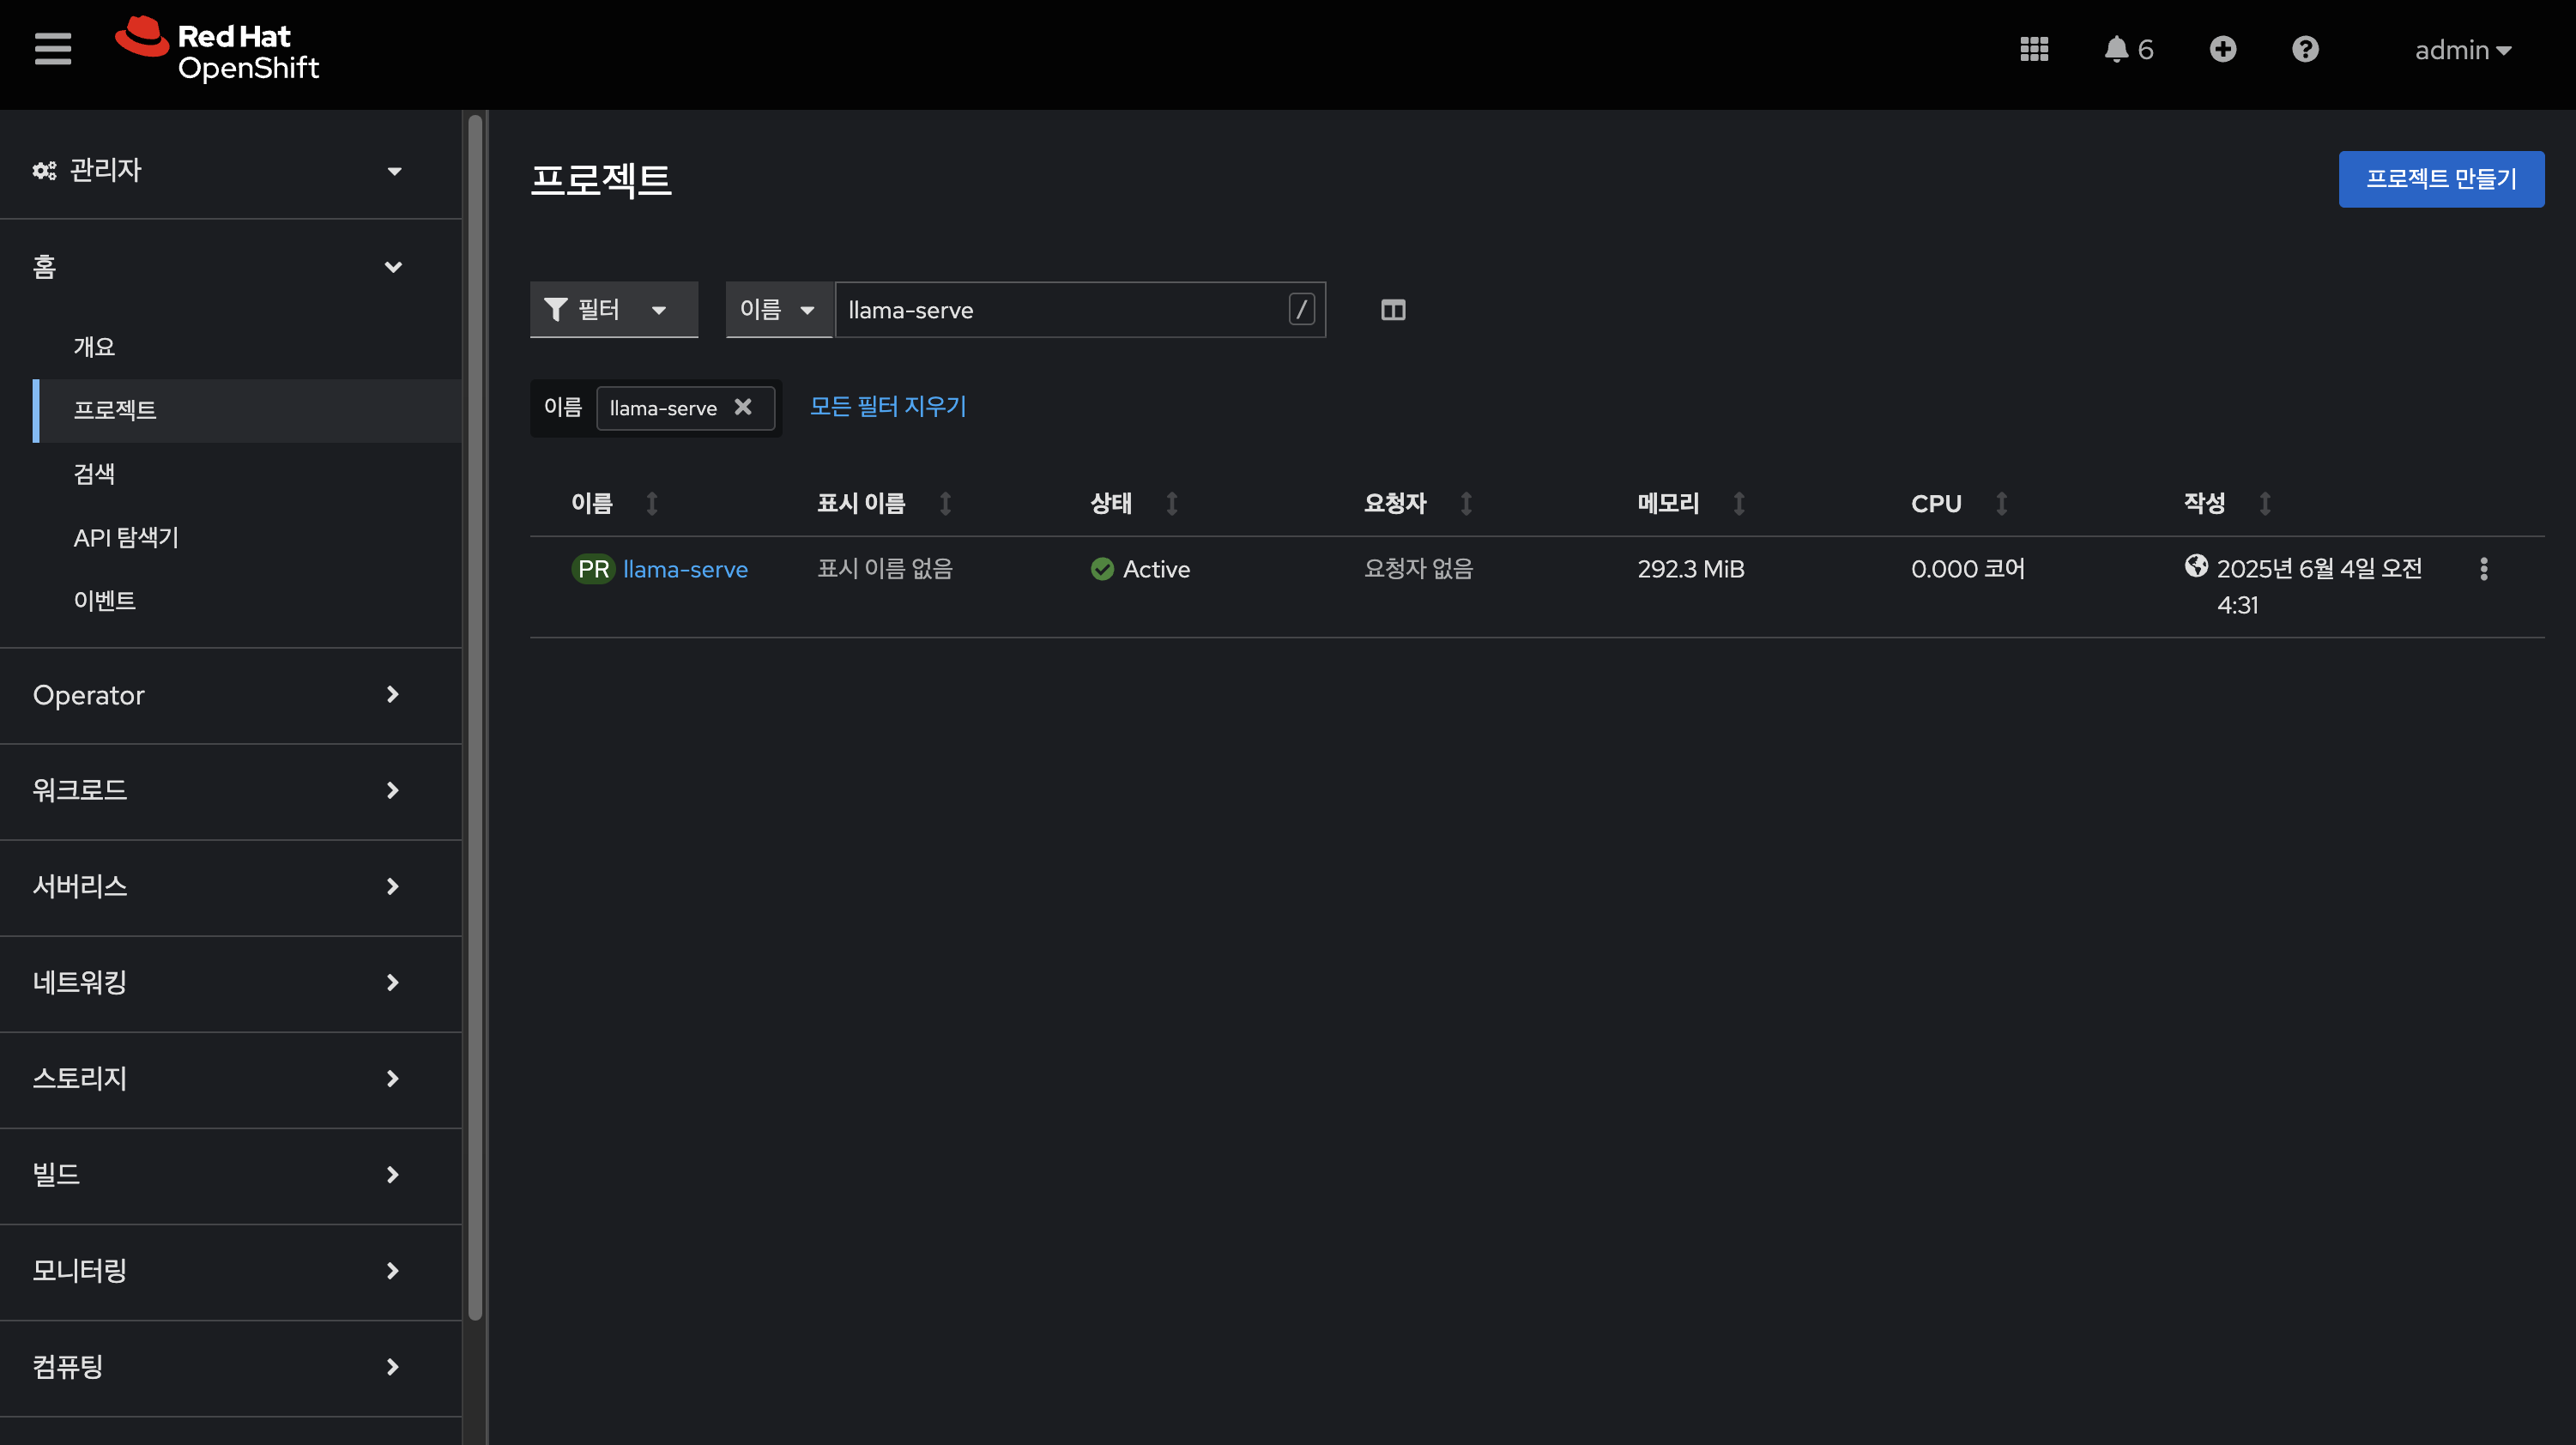 Red Hat
OpenShift
6
admin
관리자
홈
개요
프로젝트
검색
API 탐색기
이벤트
Operator
워크로드
서버리스
네트워킹
스토리지
빌드
모니터링
컴퓨팅
프로젝트
프로젝트 만들기
필터
이름
llama-serve
/
이름
llama-serve
모든 필터 지우기
이름 표시 이름 상태 요청자 메모리 CPU 작성
PR llama-serve 표시 이름 없음 Active 요청자 없음 292.3 MiB 0.000 코어 2025년 6월 4일 오전
4:31